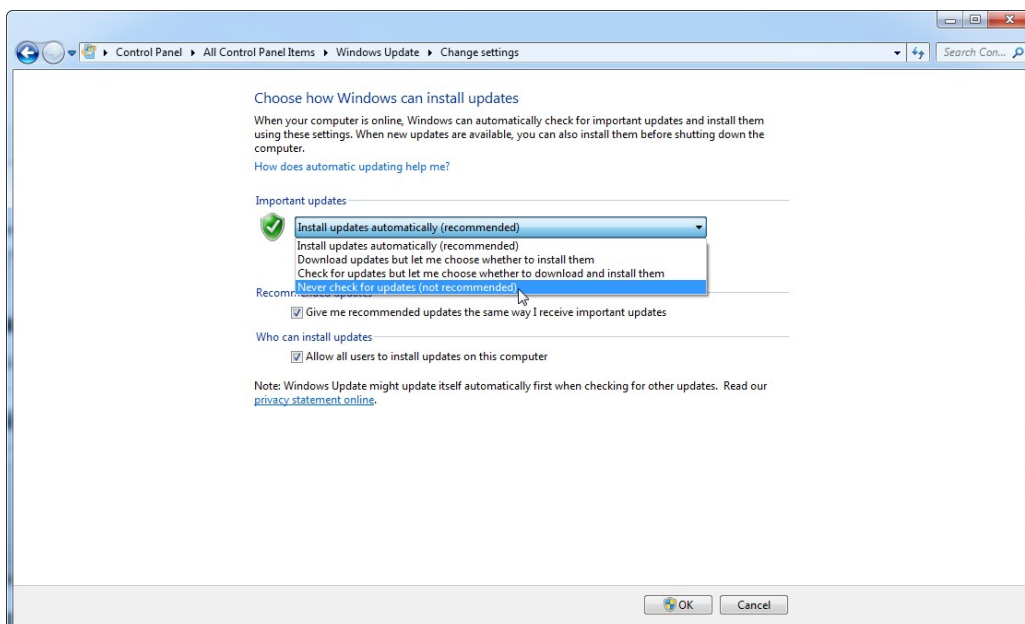 Control Panel All Control Panel Items Windows Update Change settings
Search Con...
Choose how Windows can install updates
When your computer is online, Windows can automatically check for important updates and install them
using these settings. When new updates are available, you can also install them before shutting down the
computer.
How does automatic updating help me?
Important updates
Install updates automatically (recommended)
Install updates automatically (recommended)
Download updates but let me choose whether to install them
Check for updates but let me choose whether to download and install them
Never check for updates (not recommended)
Recommended updates
Give me recommended updates the same way I receive important updates
Who can install updates
Allow all users to install updates on this computer
Note: Windows Update might update itself automatically first when checking for other updates. Read our
privacy statement online.
OK Cancel